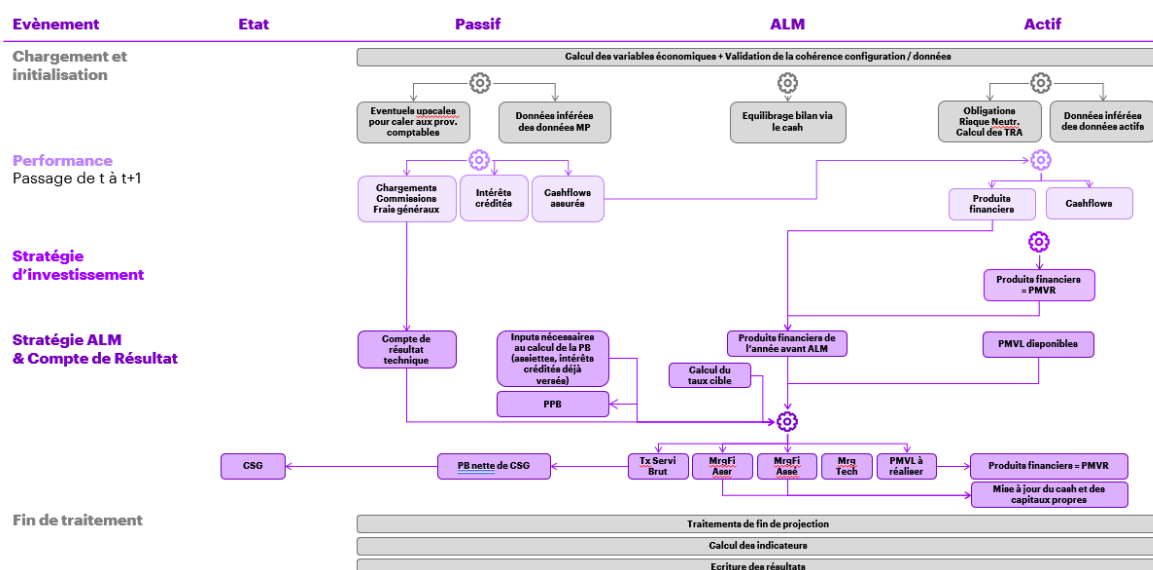 Evènement
Etat
Passif
ALM
Actif
Chargement et
initialisation
Calcul des variables économiques + Validation de la cohérence configuration / données
Eventuels upscales
pour caler aux prov.
comptables
Données inférées
des données MP
Equilibrage bilan via
le cash
Obligations
Risque Neutr.
Calcul des TRA
Données inférées
des données actifs
Performance
Passage de t à t+1
Chargements
Commissions
Frais généraux
Intérêts
crédités
Cashflows
assurés
Produits
financiers
Cashflows
Stratégie
d'investissement
Produits financiers
= PMVR
Stratégie ALM
& Compte de Résultat
Compte de
résultat
technique
Inputs nécessaires
au calcul de la PB
(assiettes, intérêts
crédités déjà
versés)
Produits financiers de
l'année avant ALM
PMVL disponibles
Calcul du
taux cible
PPB
CSG
PB nette de CSG
Tx Servi
Brut
MrgFi
Asser
MrgFi
Assé
Mrg
Tech
PMVL à
réaliser
Produits financiers = PMVR
Mise à jour du cash et des
capitaux propres
Fin de traitement
Traitements de fin de projection
Calcul des indicateurs
Ecriture des résultats